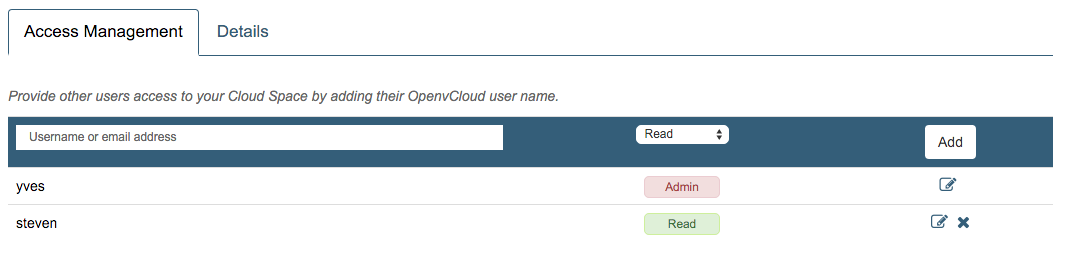 Access Management Details
Provide other users access to your Cloud Space by adding their OpenvCloud user name.
Username or email address Read Add
yves Admin
steven Read